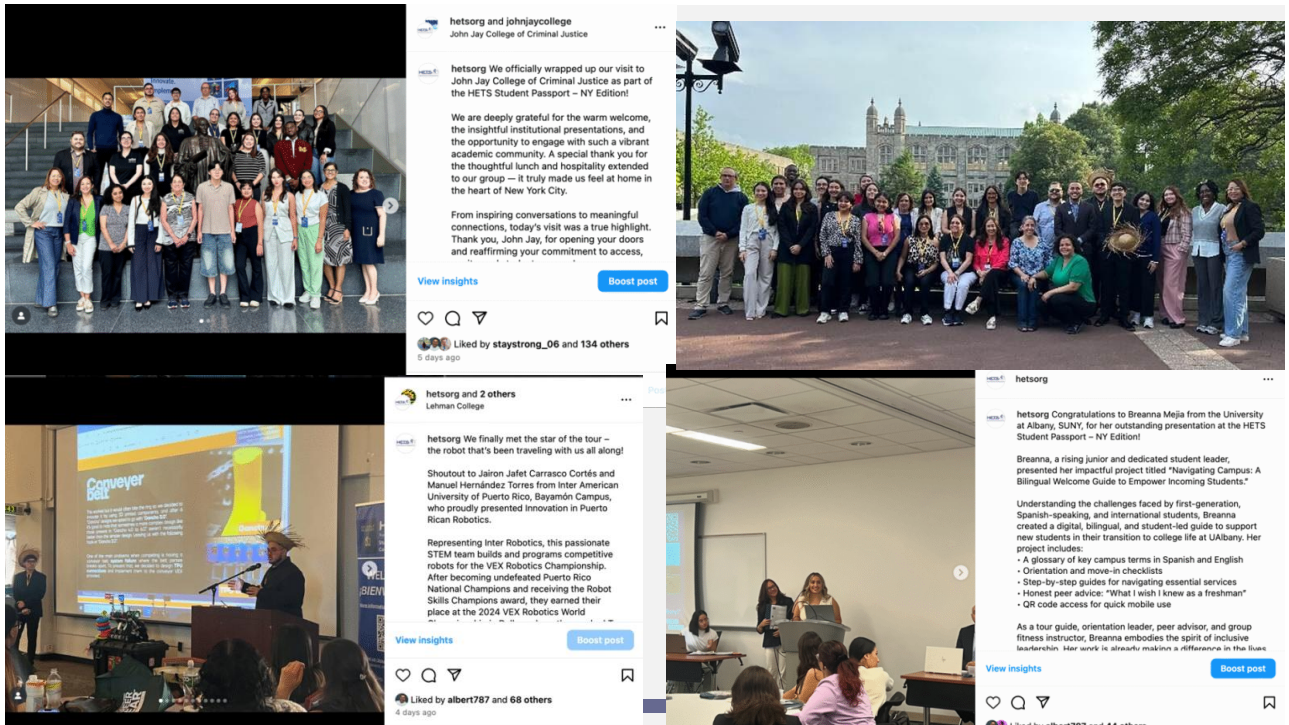 hetsorg and johnjaycollege
John Jay College of Criminal Justice
hetsorg We officially wrapped up our visit to
John Jay College of Criminal Justice as part of
the HETS Student Passport – NY Edition!
We are deeply grateful for the warm welcome,
the insightful institutional presentations, and
the opportunity to engage with such a vibrant
academic community. A special thank you for
the thoughtful lunch and hospitality extended
to our group — it truly made us feel at home in
the heart of New York City.
From inspiring conversations to meaningful
connections, today's visit was a true highlight.
Thank you, John Jay, for opening your doors
and reaffirming your commitment to access,
View insights
Boost post
Liked by staystrong_06 and 134 others
5 days ago
Conveyer
belt
hetsorg and 2 others
Lehman College
hetsorg We finally met the star of the tour –
the robot that's been traveling with us all along!
Shoutout to Jairon Jafet Carrasco Cortés and
Manuel Hernández Torres from Inter American
University of Puerto Rico, Bayamón Campus,
who proudly presented Innovation in Puerto
Rican Robotics.
Representing Inter Robotics, this passionate
STEM team builds and programs competitive
robots for the VEX Robotics Championship.
After becoming undefeated Puerto Rico
National Champions and receiving the Robot
Skills Champions award, they earned their
place at the 2024 VEX Robotics World
View insights
Boost post
Liked by albert787 and 68 others
4 days ago
hetsorg
hetsorg Congratulations to Breanna Mejia from the University
at Albany, SUNY, for her outstanding presentation at the HETS
Student Passport – NY Edition!
Breanna, a rising junior and dedicated student leader,
presented her impactful project titled "Navigating Campus: A
Bilingual Welcome Guide to Empower Incoming Students."
Understanding the challenges faced by first-generation,
Spanish-speaking, and international students, Breanna
created a digital, bilingual, and student-led guide to support
new students in their transition to college life at UAlbany. Her
project includes:
• A glossary of key campus terms in Spanish and English
• Orientation and move-in checklists
• Step-by-step guides for navigating essential services
• Honest peer advice: "What I wish I knew as a freshman"
• QR code access for quick mobile use
As a tour guide, orientation leader, peer advisor, and group
fitness instructor, Breanna embodies the spirit of inclusive
leadership. Her work is already making a difference in the lives
View insights
Boost post
Liked by albert787 and 44 others